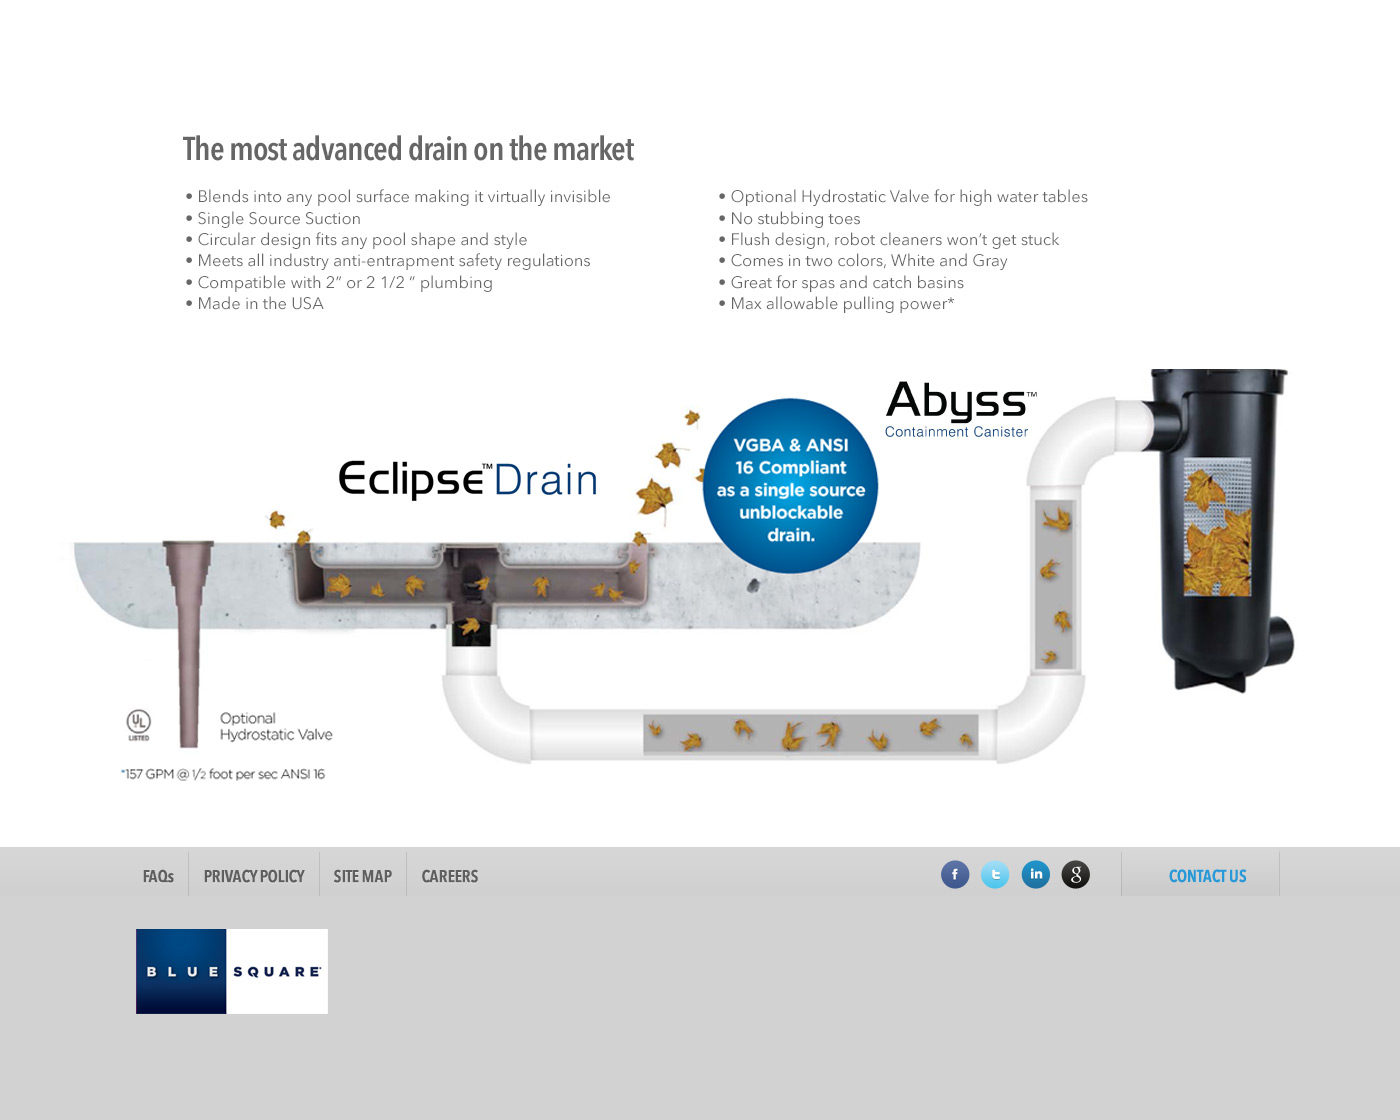 The most advanced drain on the market
• Blends into any pool surface making it virtually invisible
• Single Source Suction
• Circular design fits any pool shape and style
• Meets all industry anti-entrapment safety regulations
• Compatible with 2” or 2 1/2 “ plumbing
• Made in the USA
• Optional Hydrostatic Valve for high water tables
• No stubbing toes
• Flush design, robot cleaners won’t get stuck
• Comes in two colors, White and Gray
• Great for spas and catch basins
• Max allowable pulling power*
Abyss™
Containment Canister
VGBA & ANSI
16 Compliant
as a single source
unblockable
drain.
Eclipse™ Drain
UL
LISTED
Optional
Hydrostatic Valve
*157 GPM @ 1/2 foot per sec ANSI 16
FAQs
PRIVACY POLICY
SITE MAP
CAREERS
f
t
in
g
CONTACT US
BLUE SQUARE